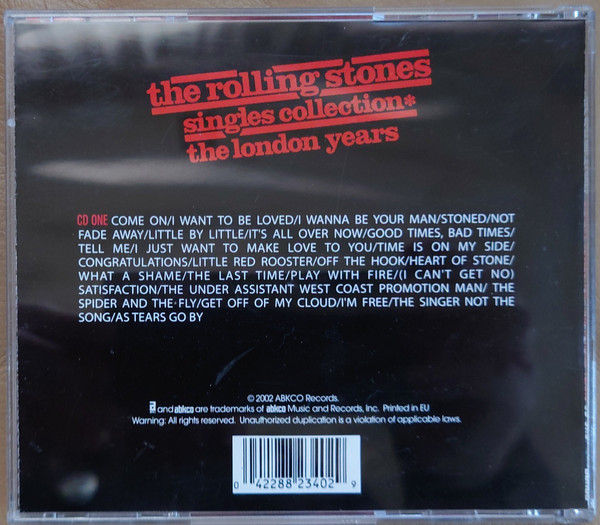 the rolling stones
singles collection*
the london years
CD ONE COME ON/I WANT TO BE LOVED/I WANNA BE YOUR MAN/STONED/NOT
FADE AWAY/LITTLE BY LITTLE/IT'S ALL OVER NOW/GOOD TIMES, BAD TIMES/
TELL ME/I JUST WANT TO MAKE LOVE TO YOU/TIME IS ON MY SIDE/
CONGRATULATIONS/LITTLE RED ROOSTER/OFF THE HOOK/HEART OF STONE/
WHAT A SHAME/THE LAST TIME/PLAY WITH FIRE/(I CAN'T GET NO)
SATISFACTION/THE UNDER ASSISTANT WEST COAST PROMOTION MAN/ THE
SPIDER AND THE FLY/GET OFF OF MY CLOUD/I'M FREE/THE SINGER NOT THE
SONG/AS TEARS GO BY
© 2002 ABKCO Records.
and abkco are trademarks of abkco Music and Records, Inc. Printed in EU
Warning: All rights reserved. Unauthorized duplication is a violation of applicable laws.
0 42288 23402 9